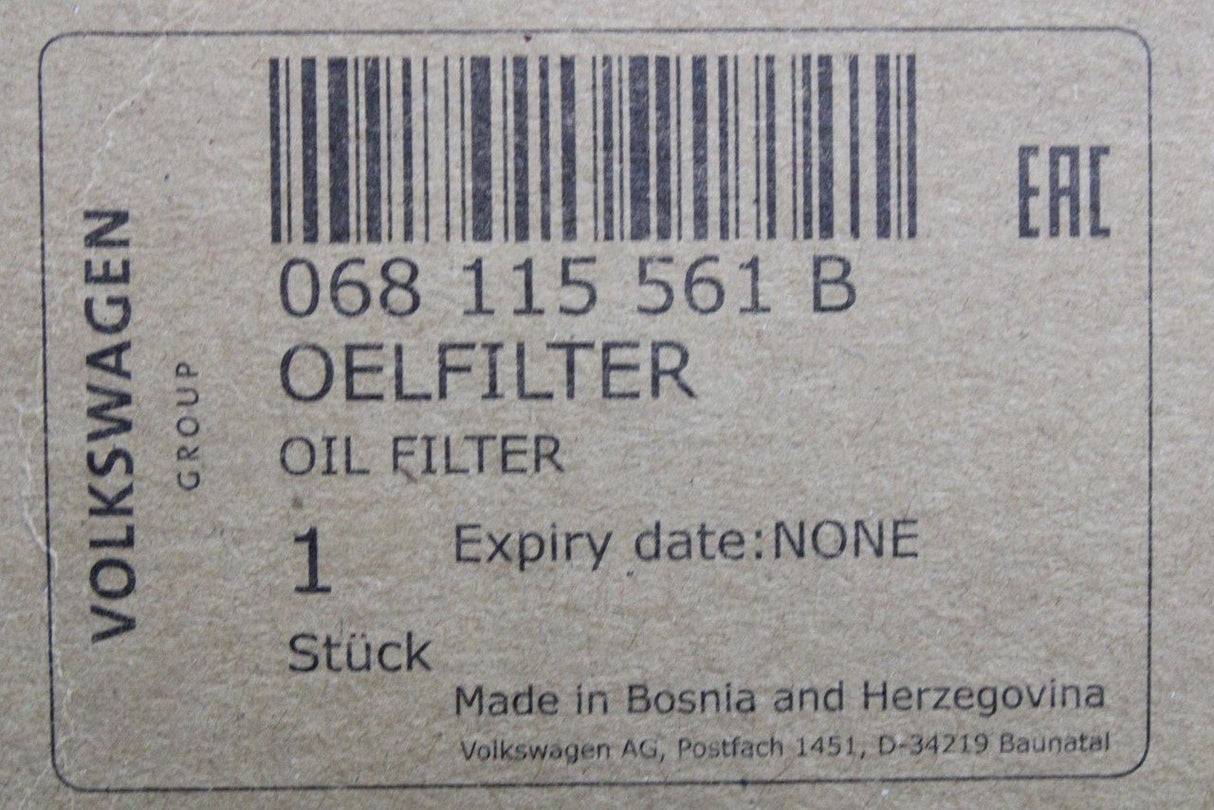 VOLKSWAGEN
GROUP
EAC
068 115 561 B
OELFILTER
OIL FILTER
1 Expiry date:NONE
Stück
Made in Bosnia and Herzegovina
Volkswagen AG, Postfach 1451, D-34219 Baunatal